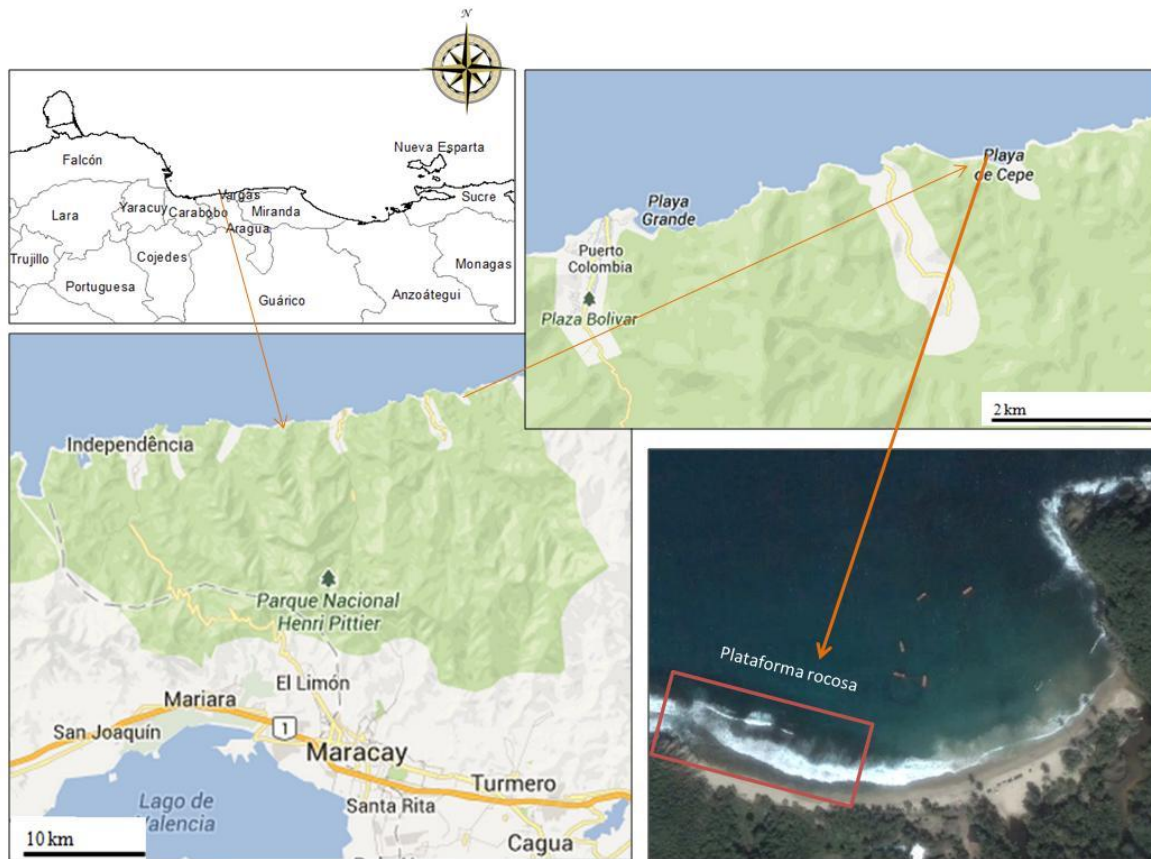 N
Falcón
Nueva Esparta
Lara
Yaracuy
Carabobo
Vargas
Miranda
Sucre
Aragua
Trujillo
Cojedes
Monagas
Portuguesa
Guárico
Anzoátegui
Playa
de Cepe
Playa
Grande
Puerto
Colombia
Plaza Bolivar
2 km
Independência
Parque Nacional
Henri Pittier
El Limón
Mariara
San Joaquín
1
Maracay
Turmero
Santa Rita
Lago de
Valencia
Cagua
10 km
Plataforma rocosa